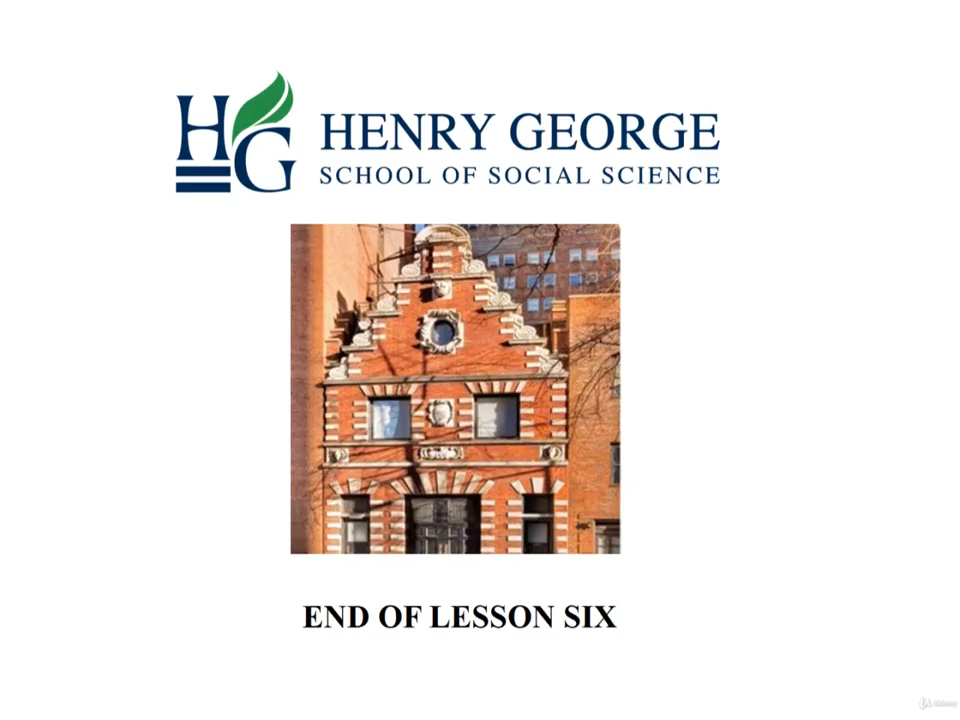 HG
HENRY GEORGE
SCHOOL OF SOCIAL SCIENCE
END OF LESSON SIX